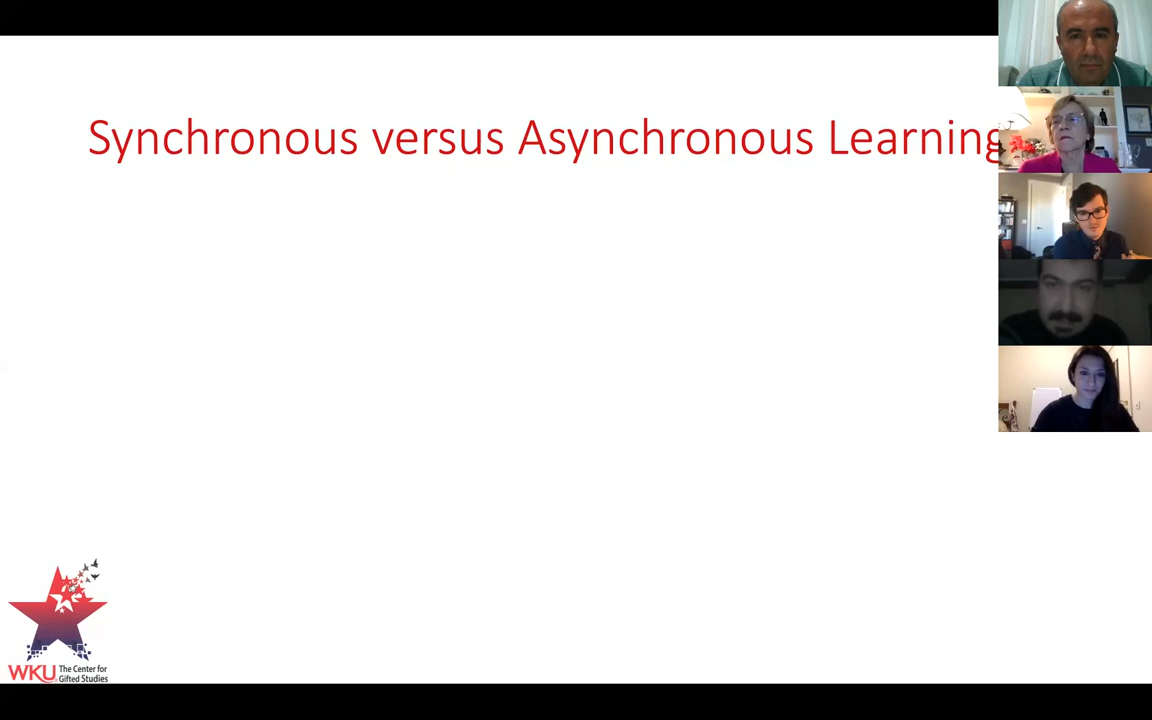 Synchronous versus Asynchronous Learning
WKU The Center for
Gifted Studies